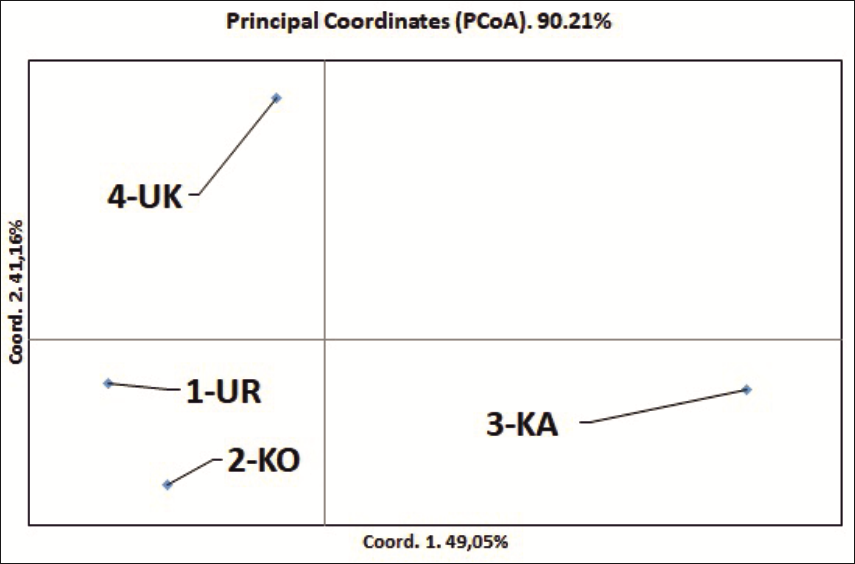 Principal Coordinates (PCoA). 90.21%
4-UK
Coord. 2. 41,16%
1-UR
3-KA
2-KO
Coord. 1. 49,05%